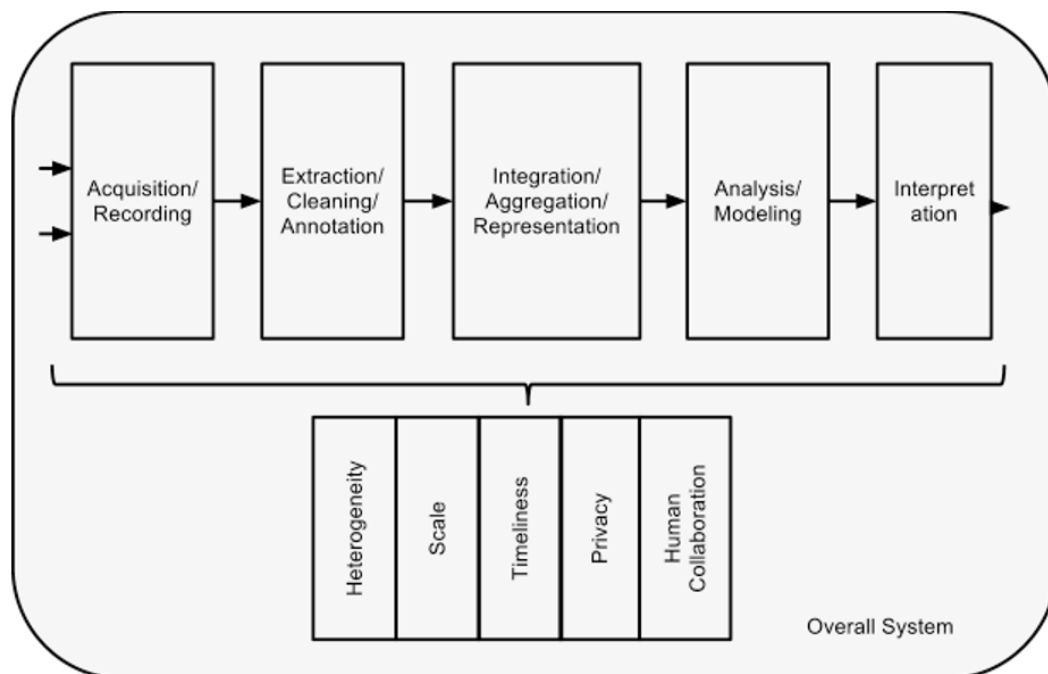 Acquisition/
Recording
Extraction/
Cleaning/
Annotation
Integration/
Aggregation/
Representation
Analysis/
Modeling
Interpret
ation
Heterogeneity
Scale
Timeliness
Privacy
Human
Collaboration
Overall System